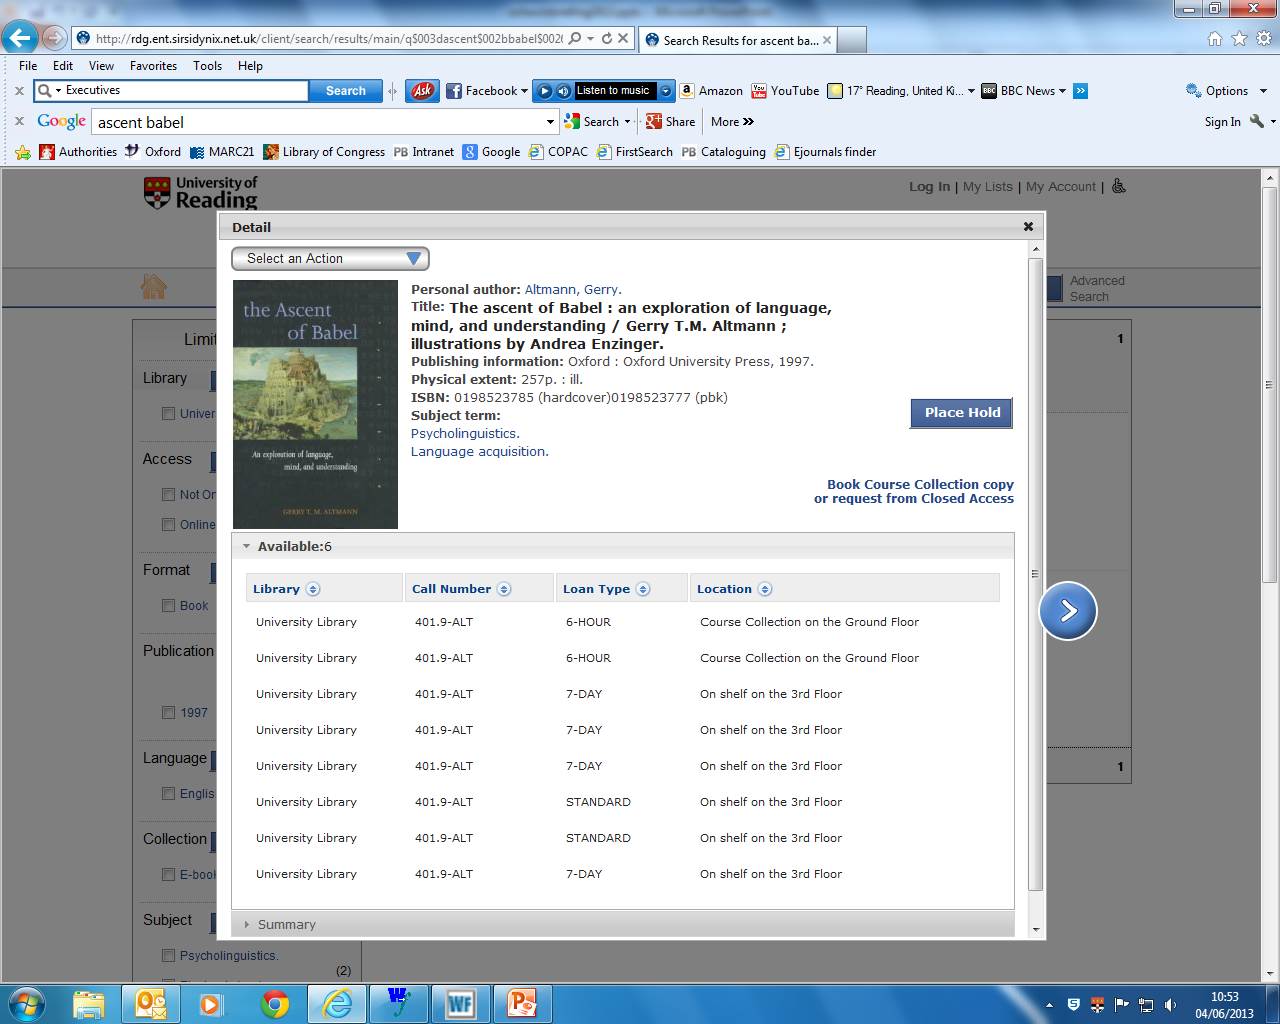 http://rdg.ent.sirsidynix.net.uk/client/search/results/main/q$003dascent$002bbabel$0026
Search Results for ascent ba...
File Edit View Favorites Tools Help
Executives Search Ask Facebook Listen to music Amazon YouTube 17° Reading, United Ki... BBC News Options
Google ascent babel Search Share More Sign In
Authorities Oxford MARC21 Library of Congress PB Intranet Google COPAC FirstSearch PB Cataloguing Ejournals finder
University of
Reading
Log In | My Lists | My Account |
Advanced
Search
Detail
Select an Action
the Ascent
of Babel
An exploration of language,
mind, and understanding
GERRY T. M. ALTMANN
Personal author: Altmann, Gerry.
Title: The ascent of Babel : an exploration of language,
mind, and understanding / Gerry T.M. Altmann ;
illustrations by Andrea Enzinger.
Publishing information: Oxford : Oxford University Press, 1997.
Physical extent: 257p. : ill.
ISBN: 0198523785 (hardcover)0198523777 (pbk)
Subject term:
Psycholinguistics.
Language acquisition.
Place Hold
Book Course Collection copy
or request from Closed Access
Available:6
Library Call Number Loan Type Location
University Library 401.9-ALT 6-HOUR Course Collection on the Ground Floor
University Library 401.9-ALT 6-HOUR Course Collection on the Ground Floor
University Library 401.9-ALT 7-DAY On shelf on the 3rd Floor
University Library 401.9-ALT 7-DAY On shelf on the 3rd Floor
University Library 401.9-ALT 7-DAY On shelf on the 3rd Floor
University Library 401.9-ALT STANDARD On shelf on the 3rd Floor
University Library 401.9-ALT STANDARD On shelf on the 3rd Floor
University Library 401.9-ALT 7-DAY On shelf on the 3rd Floor
Summary
Limi
Library
Univer
Access
Not On
Online
Format
Book
Publication
1997
Language
Englis
Collection
E-book
Subject
Psycholinguistics.
(2)
1
1
10:53
04/06/2013